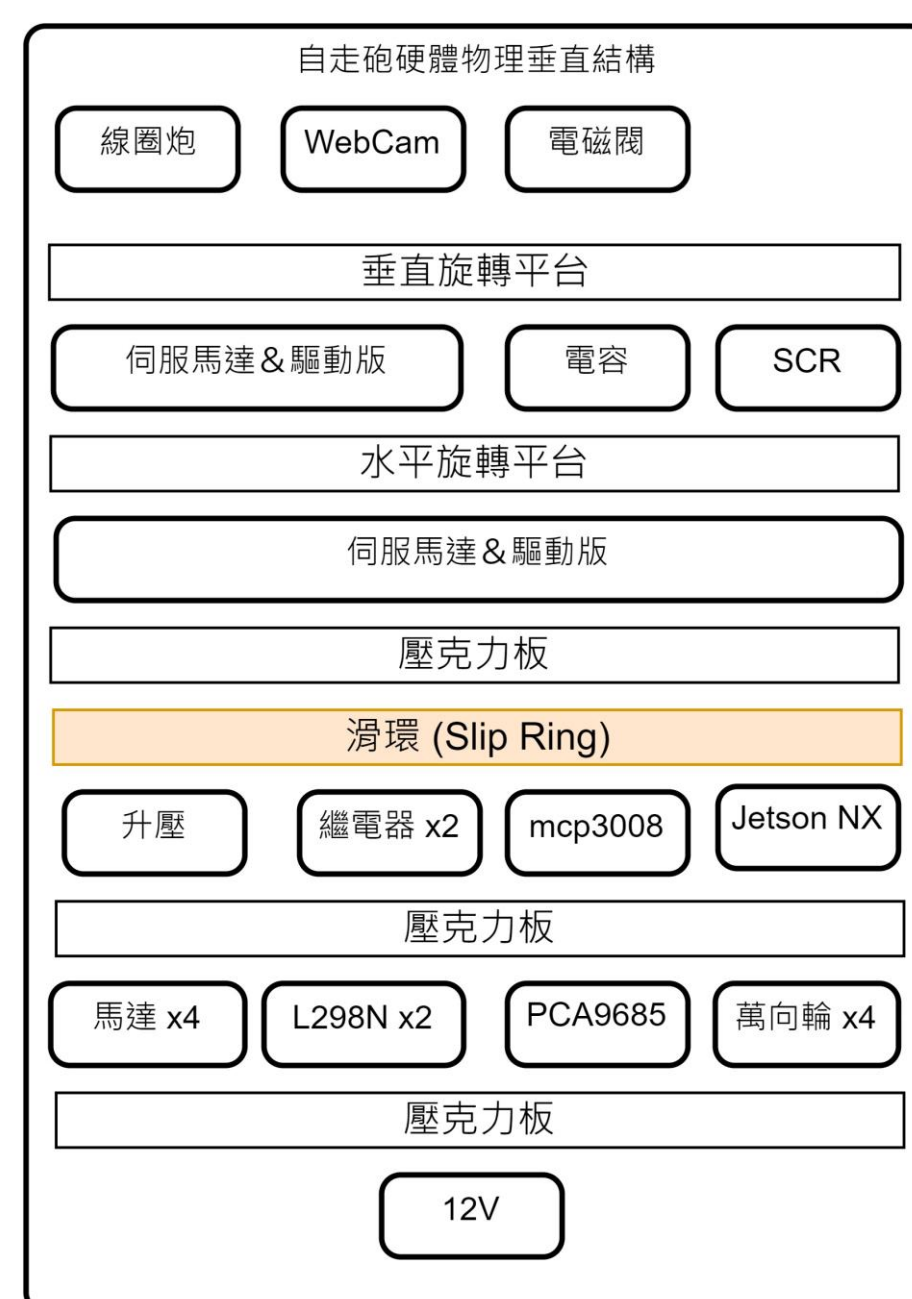 自走砲硬體物理垂直結構
線圈炮
WebCam
電磁閥
垂直旋轉平台
伺服馬達＆驅動版
電容
SCR
水平旋轉平台
伺服馬達＆驅動版
壓克力板
滑環 (Slip Ring)
升壓
繼電器 x2
mcp3008
Jetson NX
壓克力板
馬達 x4
L298N x2
PCA9685
萬向輪 x4
壓克力板
12V